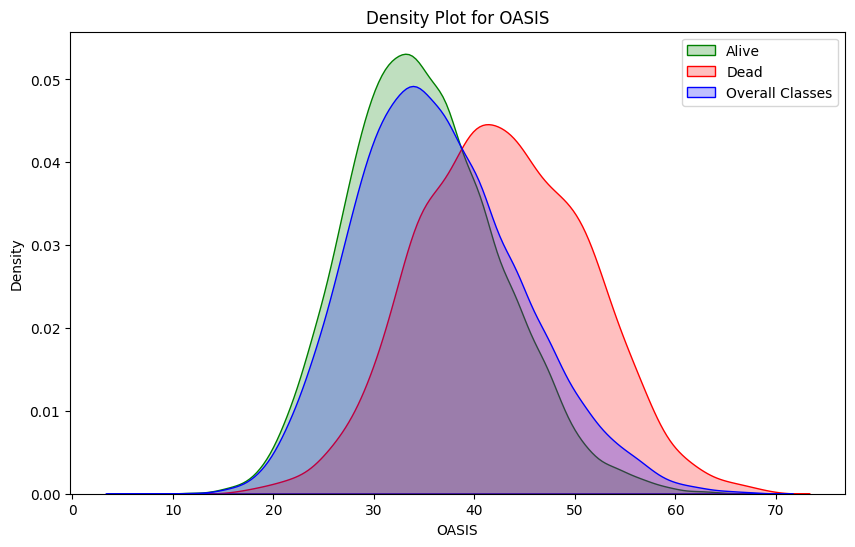 Density Plot for OASIS
Alive
Dead
Overall Classes
0.05
0.04
0.03
0.02
0.01
0.00
Density
0 10 20 30 40 50 60 70
OASIS